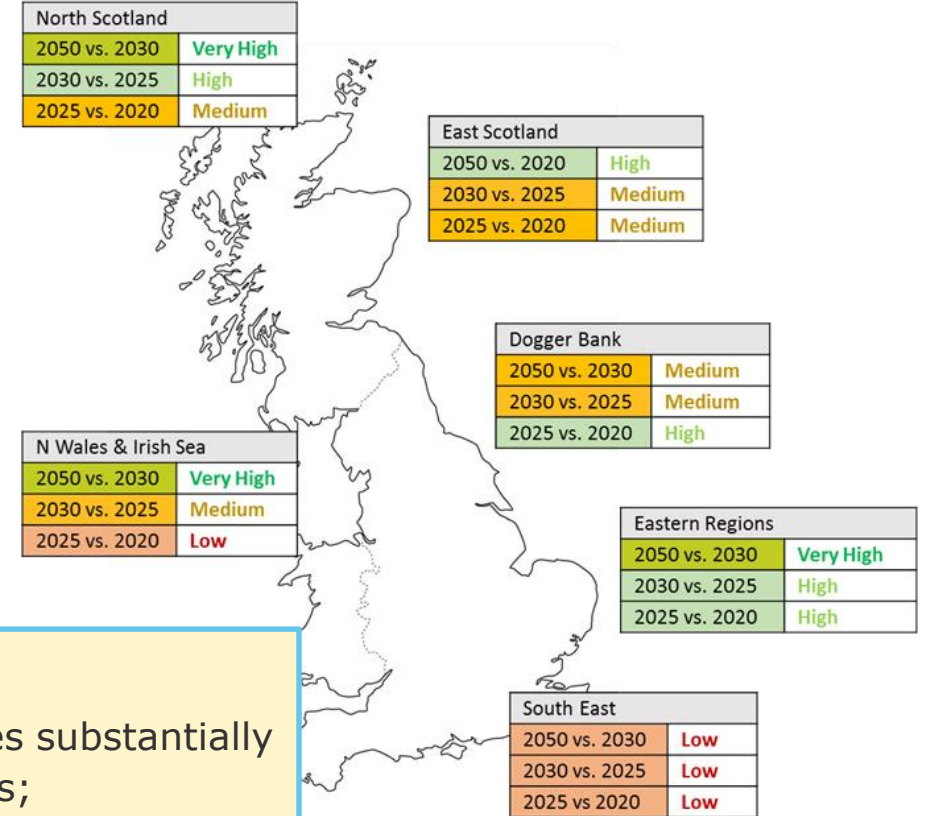 North Scotland
2050 vs. 2030 Very High
2030 vs. 2025 High
2025 vs. 2020 Medium
East Scotland
2050 vs. 2020 High
2030 vs. 2025 Medium
2025 vs. 2020 Medium
Dogger Bank
2050 vs. 2030 Medium
2030 vs. 2025 Medium
2025 vs. 2020 High
N Wales & Irish Sea
2050 vs. 2030 Very High
2030 vs. 2025 Medium
2025 vs. 2020 Low
Eastern Regions
2050 vs. 2030 Very High
2030 vs. 2025 High
2025 vs. 2020 High
South East
2050 vs. 2030 Low
2030 vs. 2025 Low
2025 vs 2020 Low
substantially